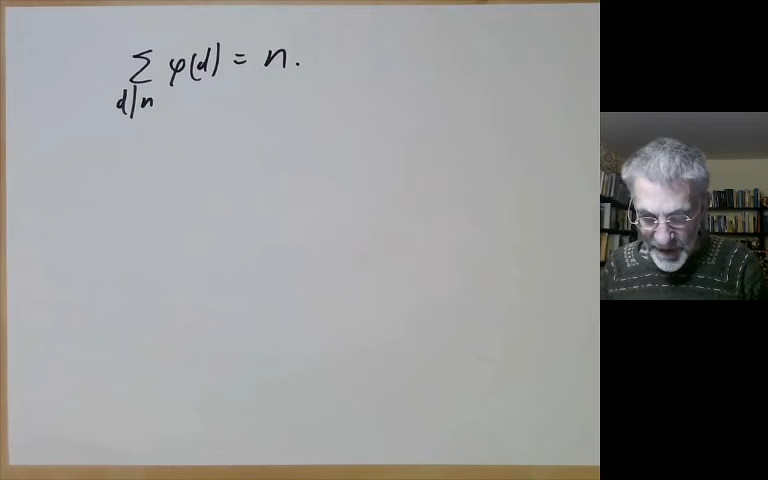 ∑ φ(d) = n.
d|n